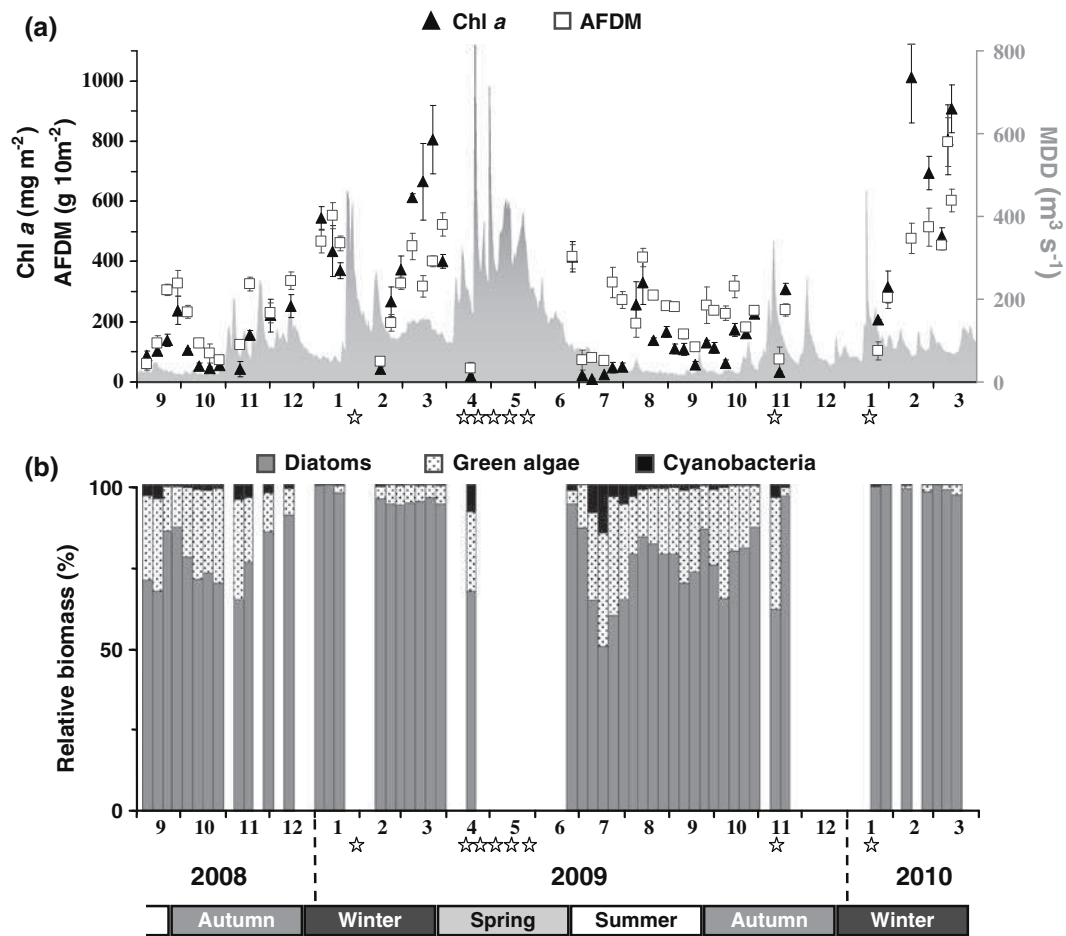 (a)
Chl a AFDM
Chl a (mg m-2)
AFDM (g 10m-2)
1000
800
600
400
200
0
800
600
400
200
0
MDD (m3 s-1)
9 10 11 12 1 2 3 4 5 6 7 8 9 10 11 12 1 2 3
(b)
Diatoms Green algae Cyanobacteria
Relative biomass (%)
100
50
0
9 10 11 12 1 2 3 4 5 6 7 8 9 10 11 12 1 2 3
2008 2009 2010
Autumn Winter Spring Summer Autumn Winter